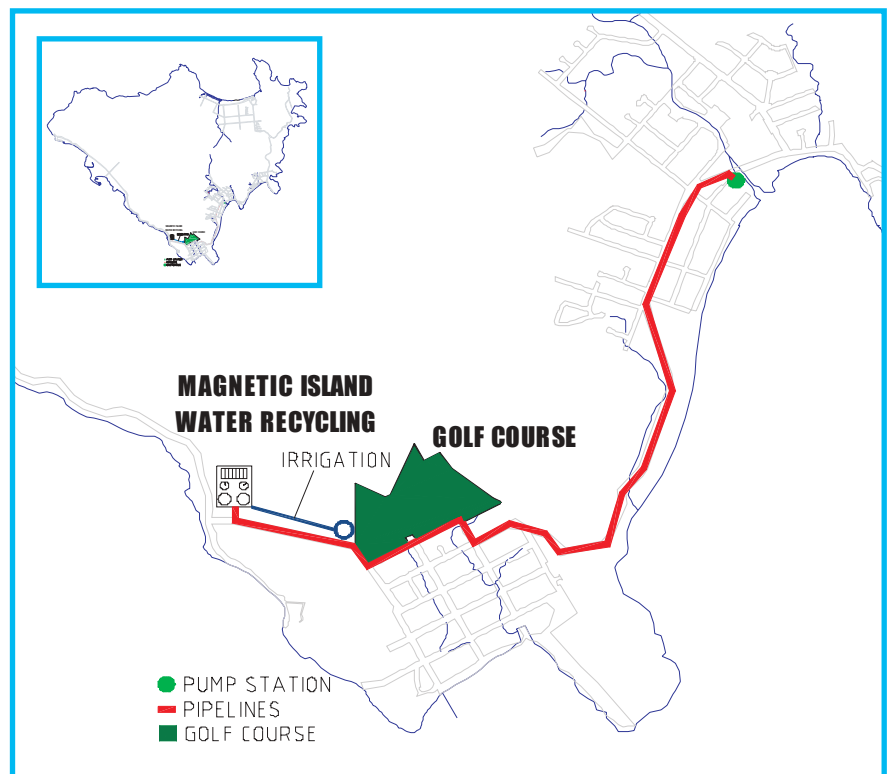 MAGNETIC ISLAND
WATER RECYCLING
GOLF COURSE
IRRIGATION
PUMP STATION
PIPELINES
GOLF COURSE